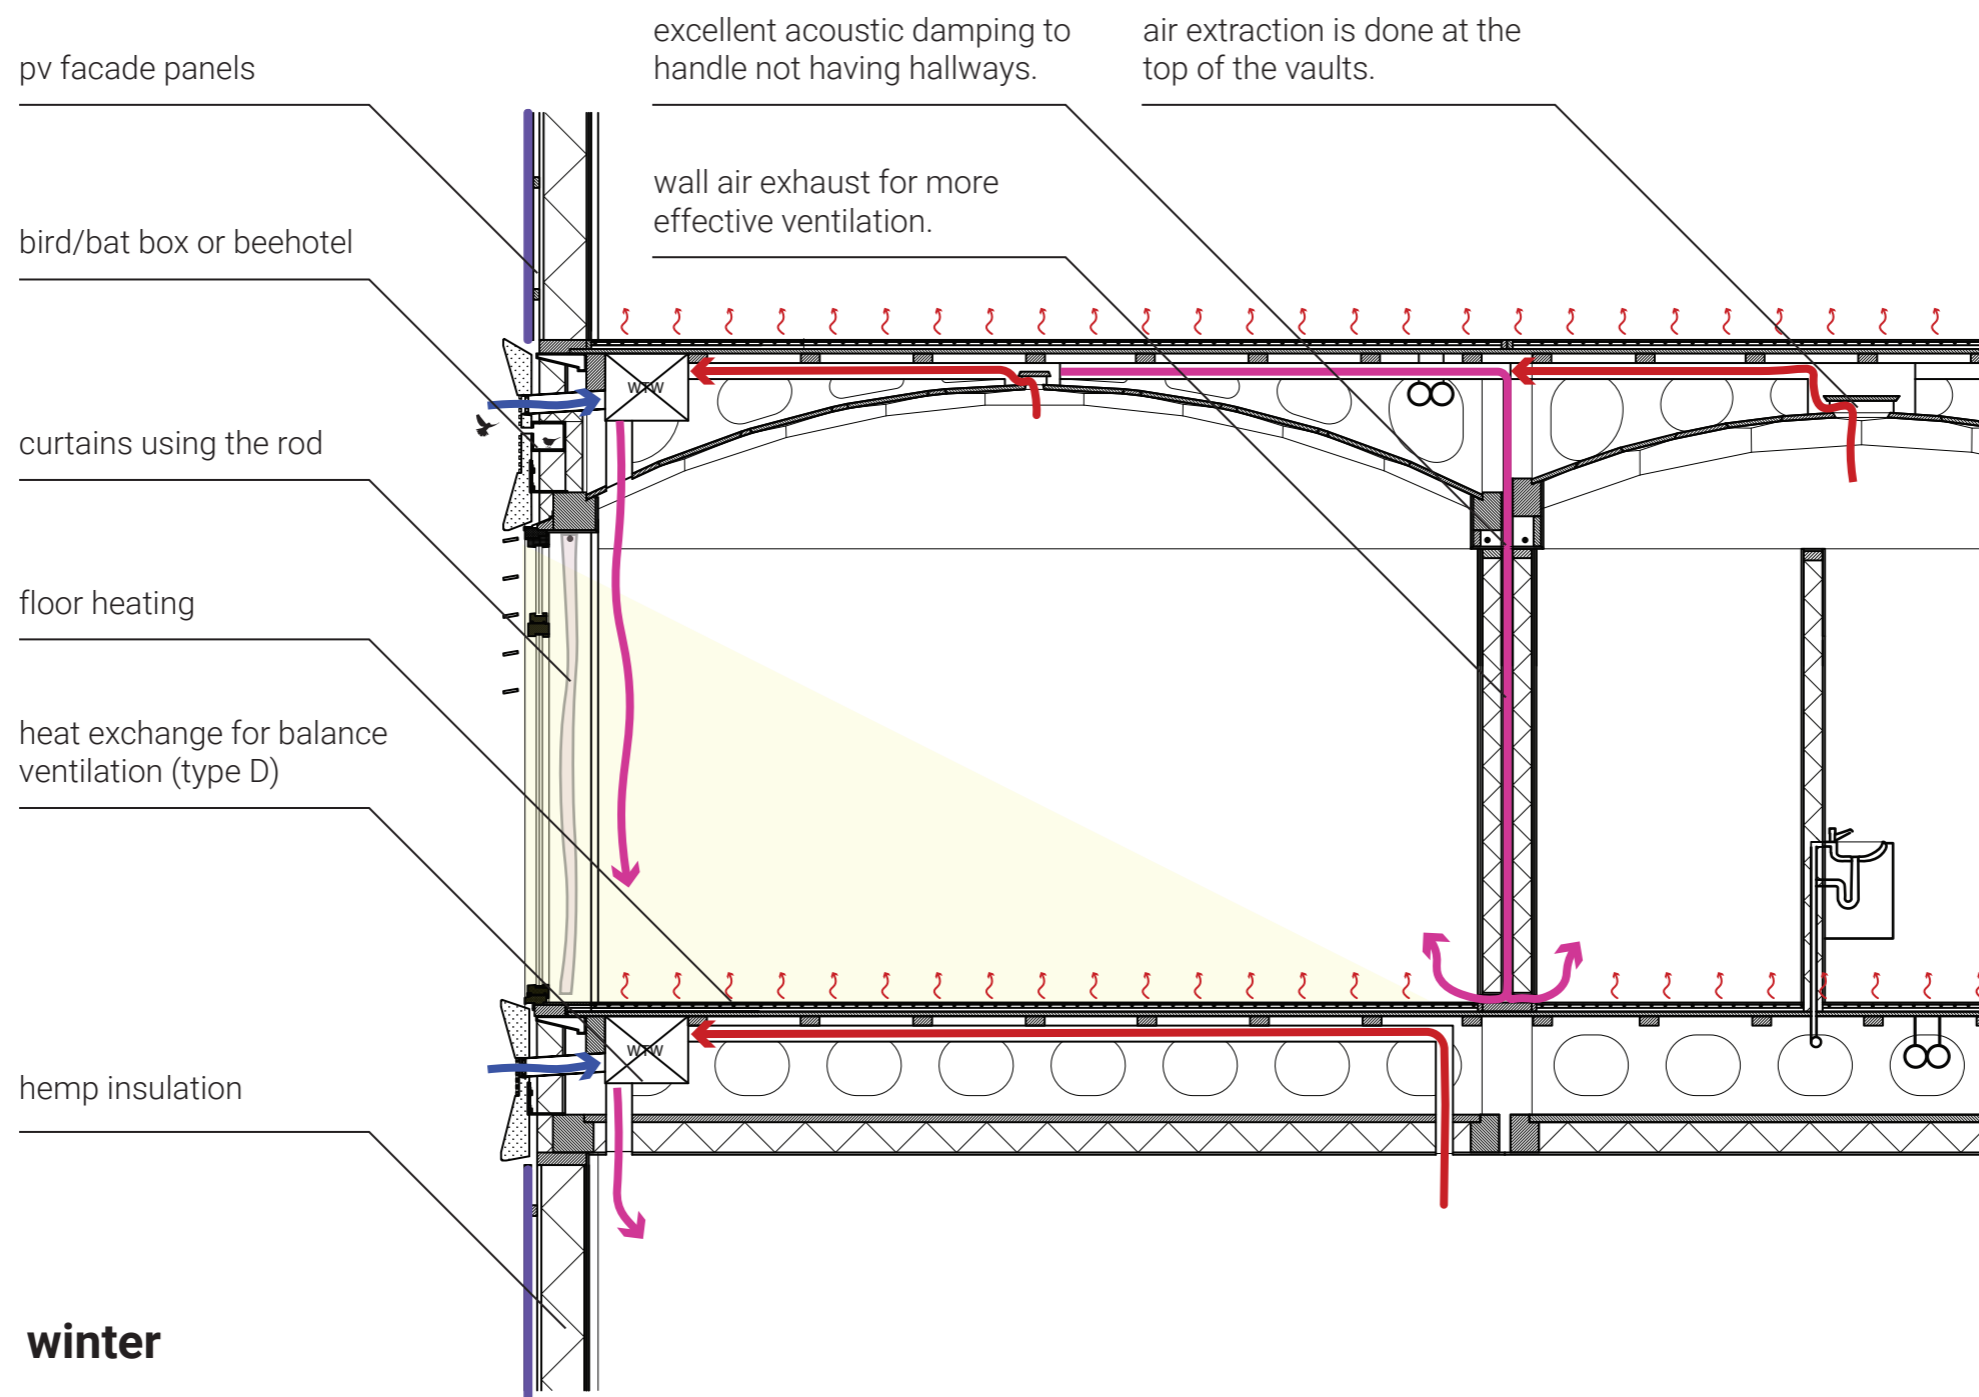 pv facade panels
bird/bat box or beehotel
curtains using the rod
floor heating
heat exchange for balance
ventilation (type D)
hemp insulation
winter
excellent acoustic damping to
handle not having hallways.
wall air exhaust for more
effective ventilation.
air extraction is done at the
top of the vaults.
WTW
WTW